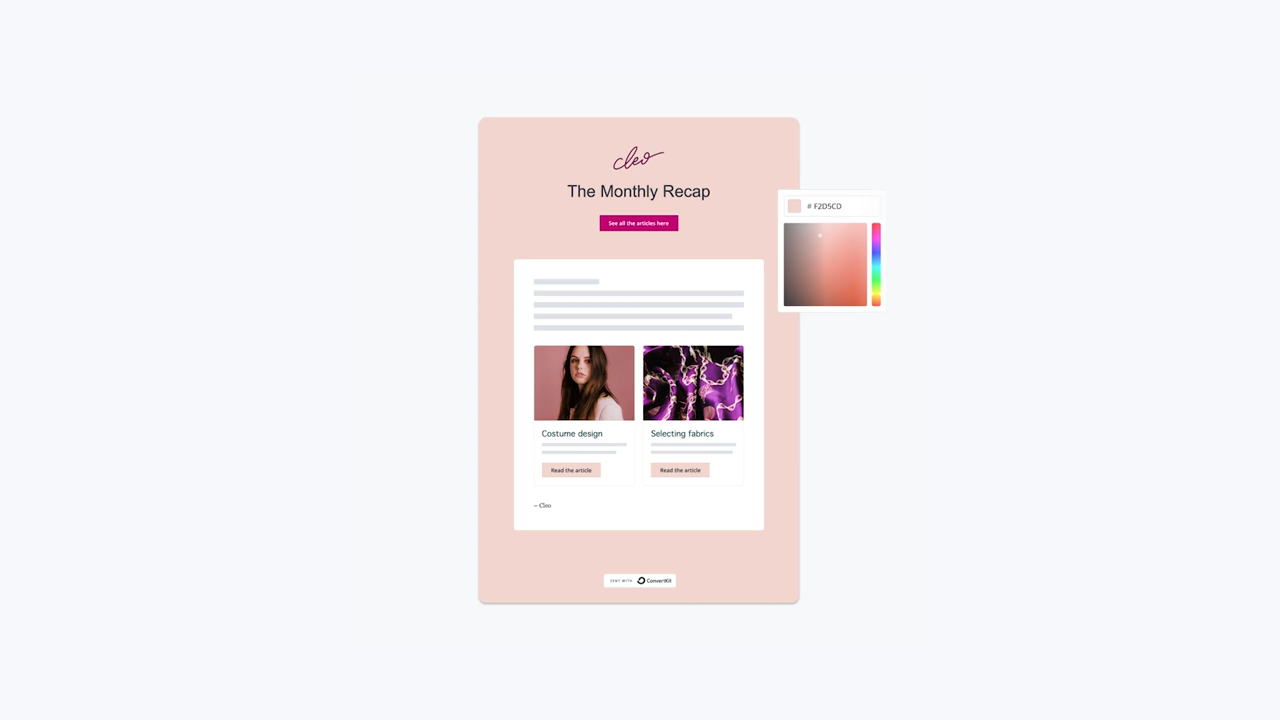 cleo
The Monthly Recap
See all the articles here
# F2D5CD
Costume design
Selecting fabrics
Read the article
Read the article
– Cleo
SENT WITH ConvertKit